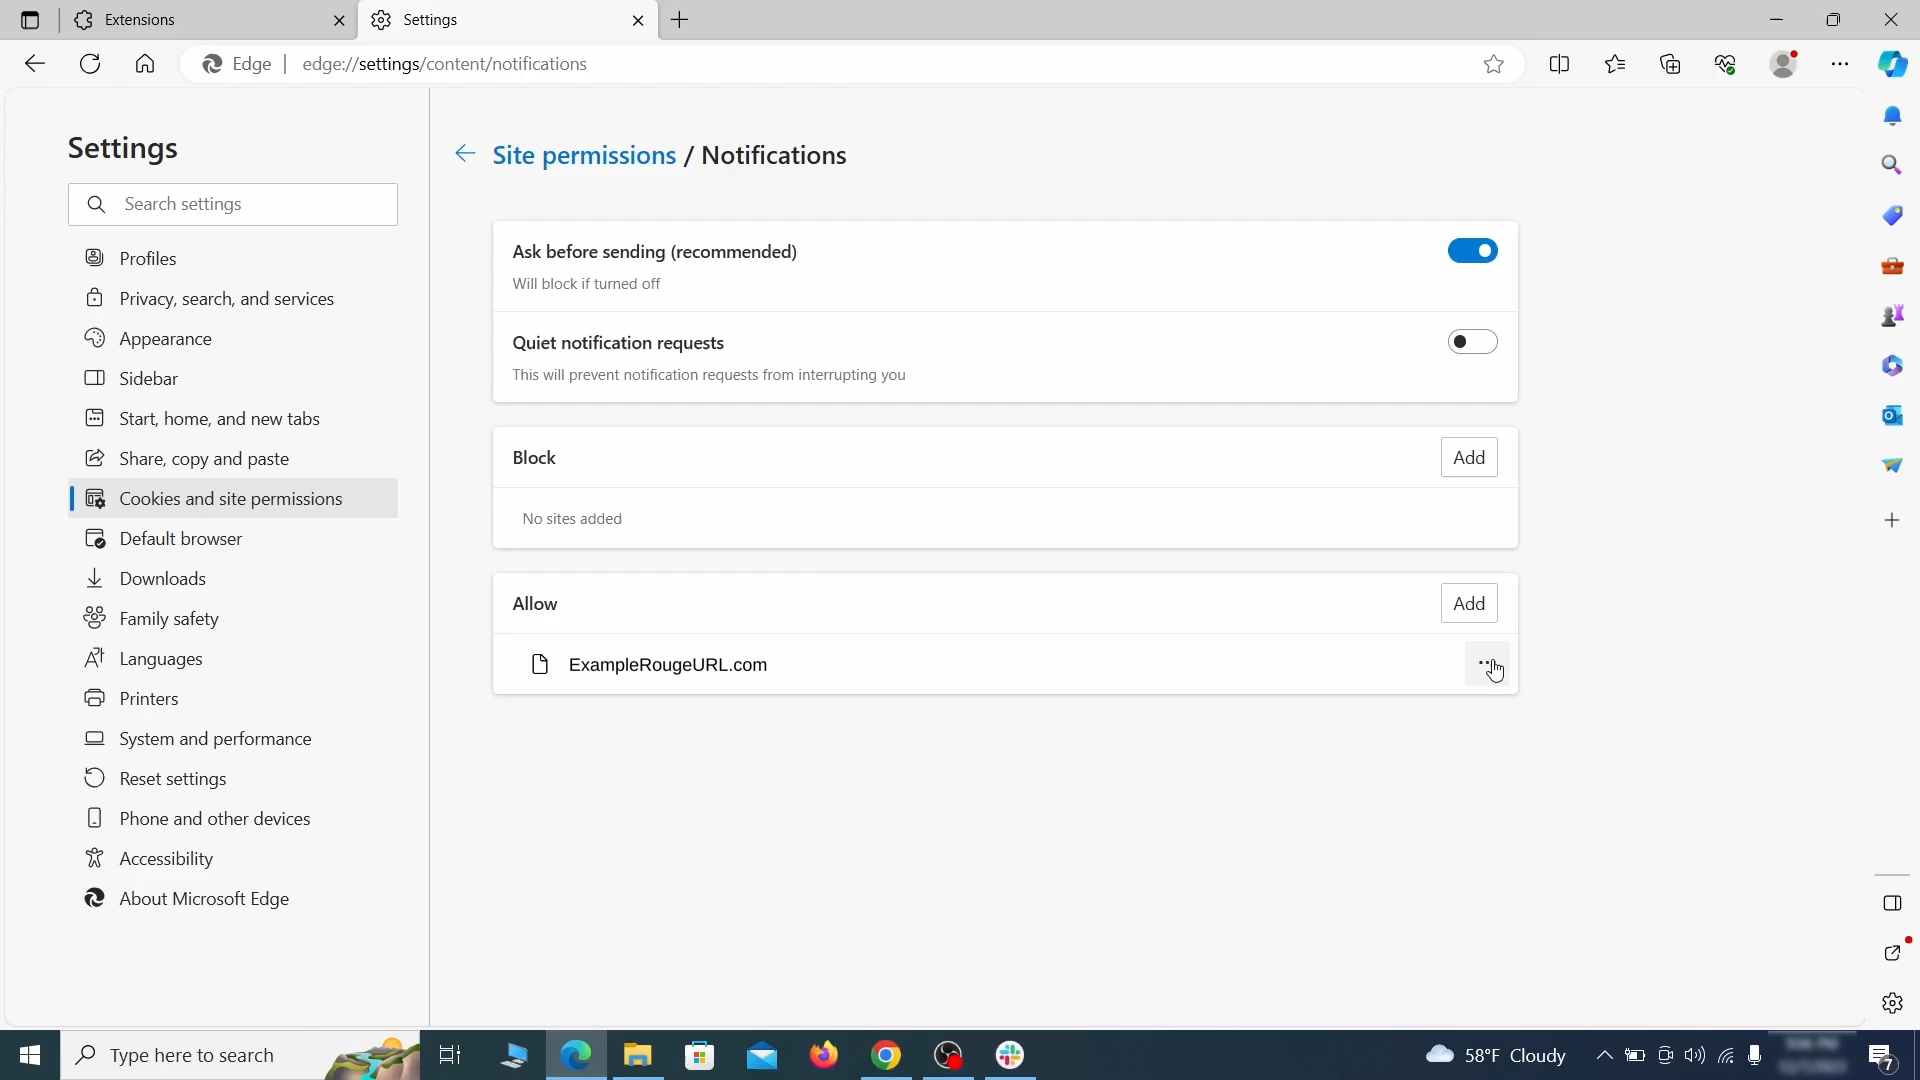 Extensions
Settings
Edge
edge://settings/content/notifications
Settings
Search settings
Profiles
Privacy, search, and services
Appearance
Sidebar
Start, home, and new tabs
Share, copy and paste
Cookies and site permissions
Default browser
Downloads
Family safety
Languages
Printers
System and performance
Reset settings
Phone and other devices
Accessibility
About Microsoft Edge
Site permissions / Notifications
Ask before sending (recommended)
Will block if turned off
Quiet notification requests
This will prevent notification requests from interrupting you
Block
Add
No sites added
Allow
Add
ExampleRougeURL.com
Type here to search
58°F Cloudy
7